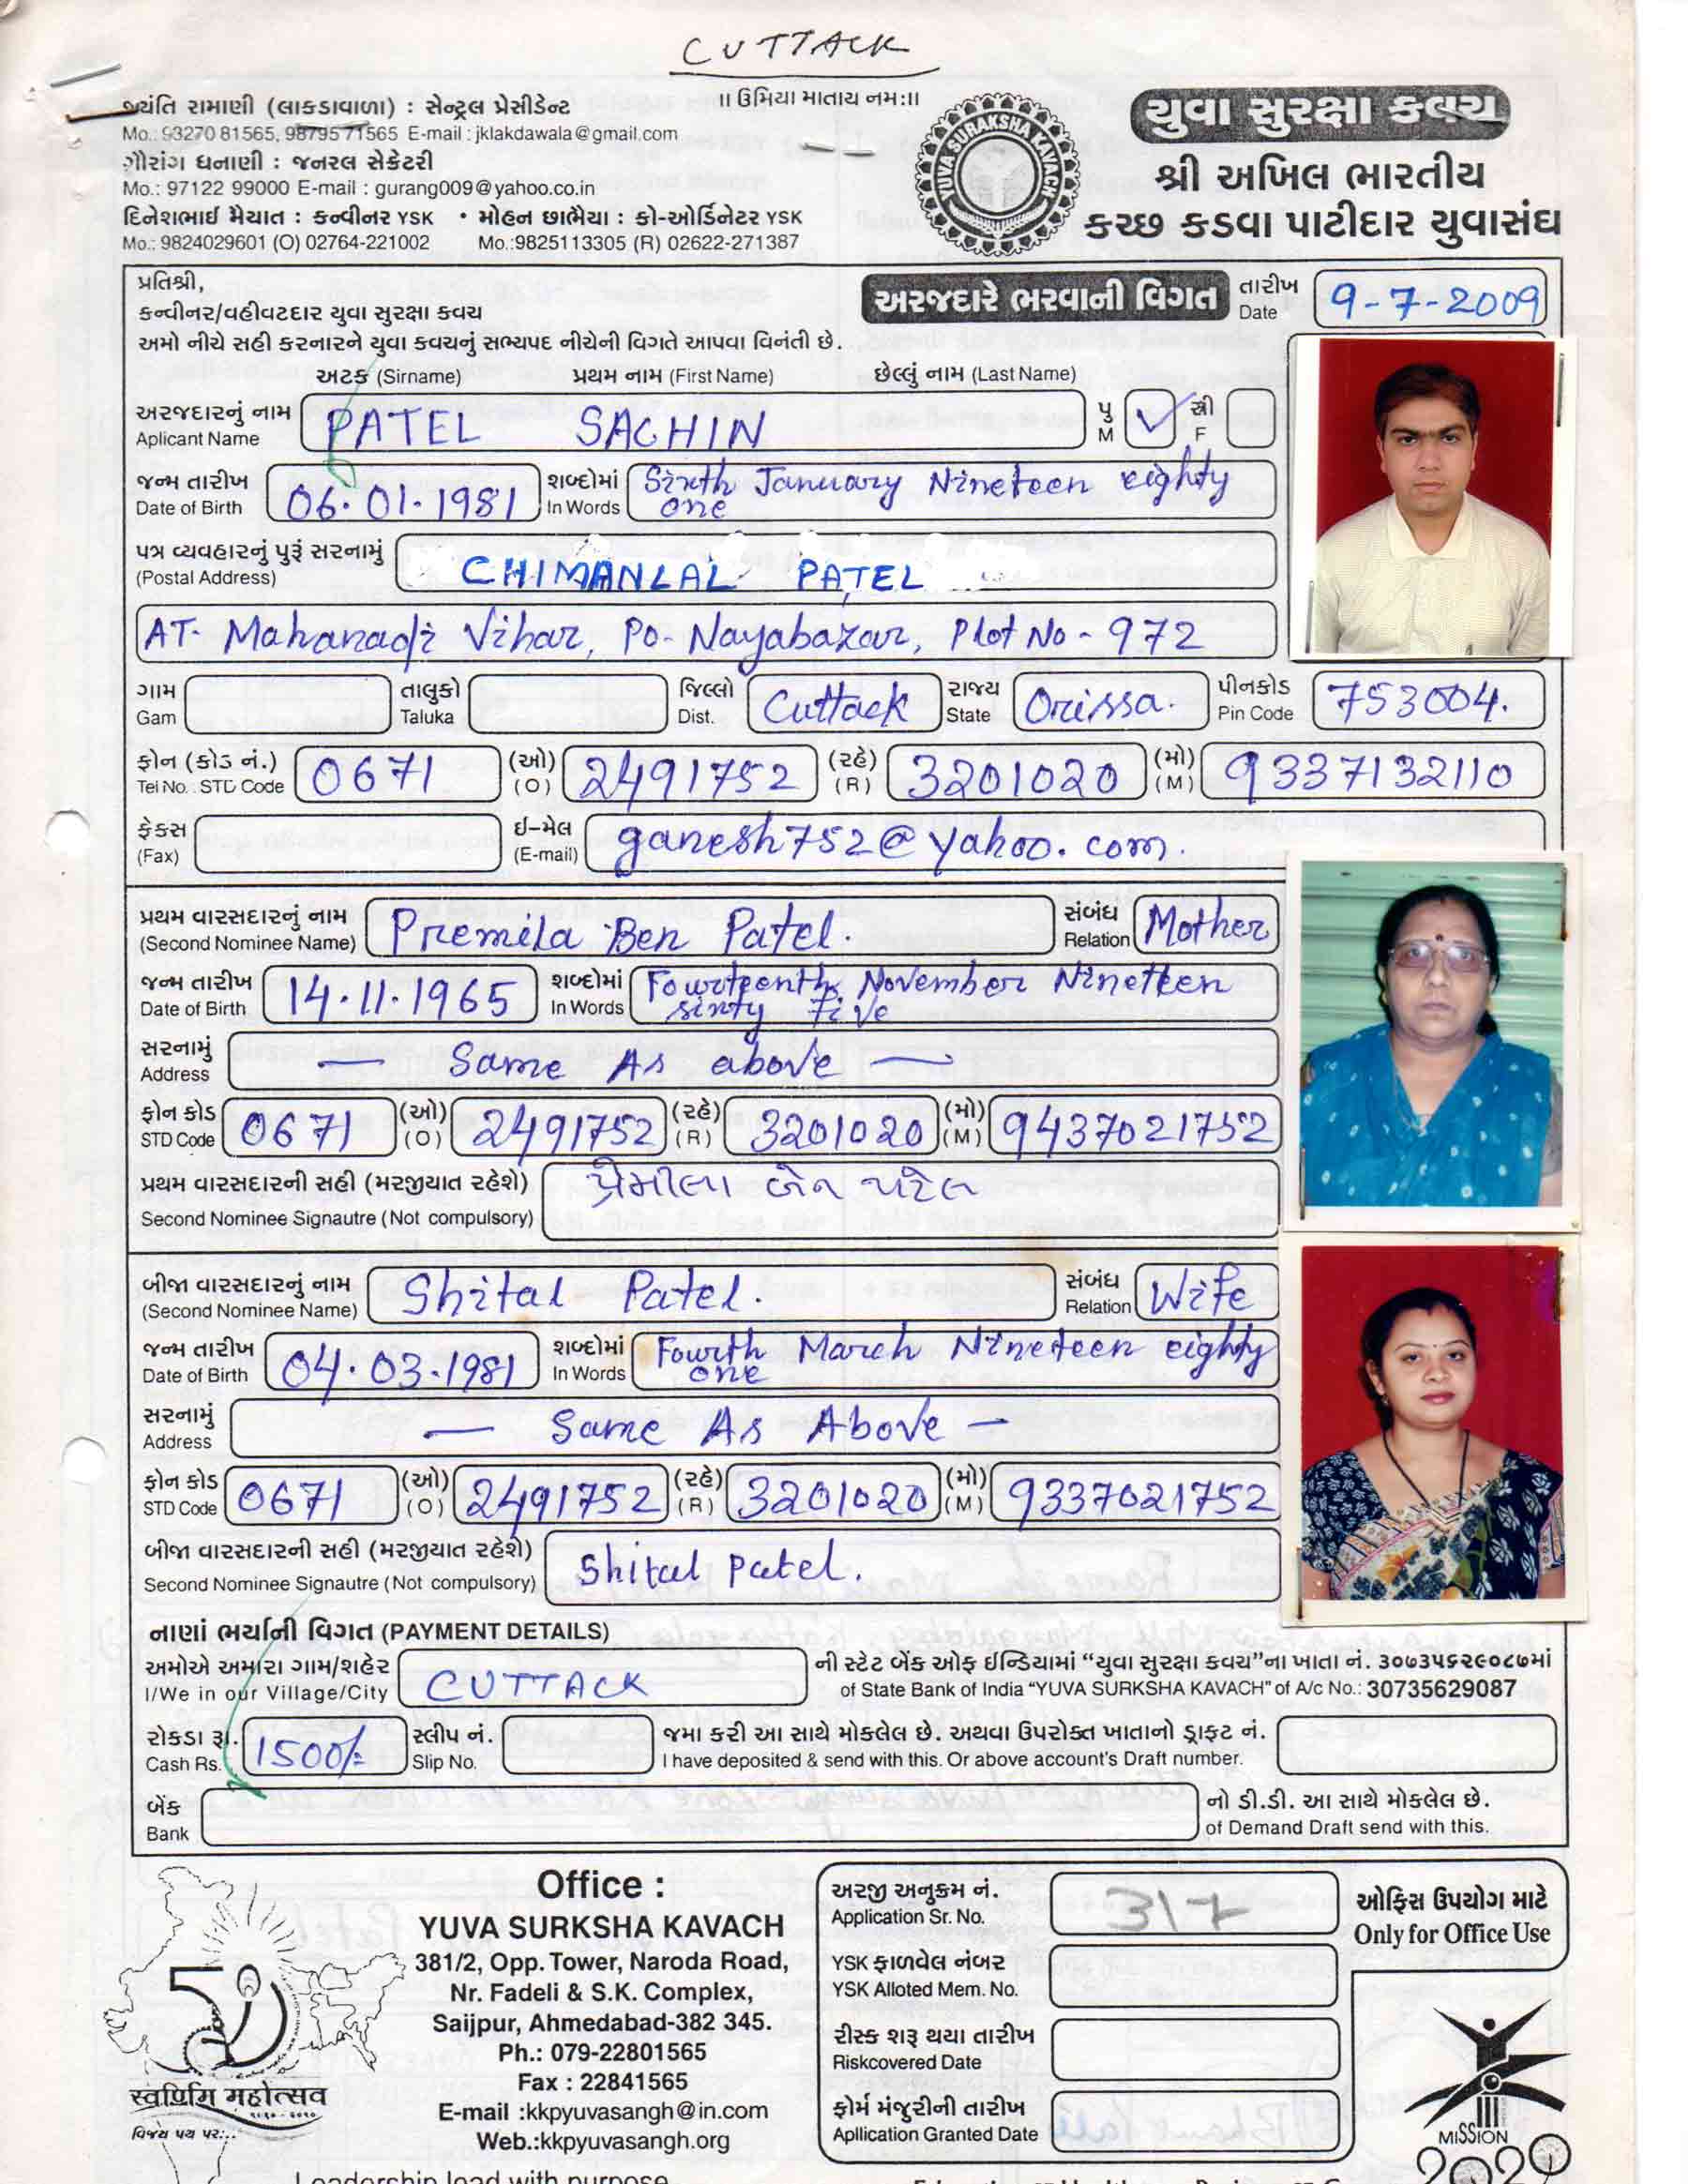 CUTTACK
જયંતિ રામાણી (લાકડાવાળા) : સેન્ટ્રલ પ્રેસીડેન્ટ
Mo.: 93270 81565, 98795 71565 E-mail : jklakdawala@gmail.com
ગૌરાંગ ધનાણી : જનરલ સેક્રેટરી
Mo.: 97122 99000 E-mail : gurang009@yahoo.co.in
દિનેશભાઈ મૈયાત : કન્વીનર YSK • મોહન છાભૈયા : કો-ઓર્ડિનેટર YSK
Mo.: 9824029601 (O) 02764-221002 Mo.:9825113305 (R) 02622-271387
॥ ઉમિયા માતાય નમઃ॥
YUVA SURAKSHA KAVACH
યુવા સુરક્ષા કવચ
શ્રી અખિલ ભારતીય
કચ્છ કડવા પાટીદાર યુવાસંઘ
પ્રતિશ્રી,
કન્વીનર/વહીવટદાર યુવા સુરક્ષા કવચ
અરજદારે ભરવાની વિગત
તારીખ
Date
9-7-2009
અમો નીચે સહી કરનારને યુવા કવચનું સભ્યપદ નીચેની વિગતે આપવા વિનંતી છે.
અટક (Sirname) પ્રથમ નામ (First Name) છેલ્લું નામ (Last Name)
અરજદારનું નામ
Aplicant Name
PATEL SACHIN
પુ
M
✓
સ્ત્રી
F
જન્મ તારીખ
Date of Birth
06.01.1981
શબ્દોમાં
In Words
Sixth January Nineteen eighty
one
પત્ર વ્યવહારનું પુરૂં સરનામું
(Postal Address)
CHIMANLAL PATEL
AT- Mahanadi Vihar, Po- Nayabazar, Plot No - 972
ગામ
Gam
તાલુકો
Taluka
જિલ્લો
Dist.
Cuttack
રાજ્ય
State
Orissa.
પીનકોડ
Pin Code
753004.
ફોન (કોડ નં.)
Tel No. STD Code
0671
(ઓ)
(O)
2491752
(રહે)
(R)
3201020
(મો)
(M)
9337132110
ફેક્સ
(Fax)
ઈ-મેલ
(E-mail)
ganesh752@yahoo.com.
પ્રથમ વારસદારનું નામ
(Second Nominee Name)
Premila Ben Patel.
સંબંધ
Relation
Mother
જન્મ તારીખ
Date of Birth
14.11.1965
શબ્દોમાં
In Words
Fourteenth November Nineteen
sixty five
સરનામું
Address
— Same As above —
ફોન કોડ
STD Code
0671
(ઓ)
(O)
2491752
(રહે)
(R)
3201020
(મો)
(M)
9437021752
પ્રથમ વારસદારની સહી (મરજીયાત રહેશે)
Second Nominee Signautre (Not compulsory)
પ્રેમીલા બેન પટેલ
બીજા વારસદારનું નામ
(Second Nominee Name)
Shital Patel.
સંબંધ
Relation
Wife
જન્મ તારીખ
Date of Birth
04.03.1981
શબ્દોમાં
In Words
Fourth March Nineteen eighty
one
સરનામું
Address
— Same As Above —
ફોન કોડ
STD Code
0671
(ઓ)
(O)
2491752
(રહે)
(R)
3201020
(મો)
(M)
9337021752
બીજા વારસદારની સહી (મરજીયાત રહેશે)
Second Nominee Signautre (Not compulsory)
Shital Patel.
નાણાં ભર્યાની વિગત (PAYMENT DETAILS)
અમોએ અમારા ગામ/શહેર
I/We in our Village/City
CUTTACK
ની સ્ટેટ બેંક ઓફ ઈન્ડિયામાં “યુવા સુરક્ષા કવચ”ના ખાતા નં. ૩૦૭૩૫૬૨૯૦૮૭માં
of State Bank of India “YUVA SURKSHA KAVACH” of A/c No.: 30735629087
રોકડા રૂ.
Cash Rs.
1500/-
સ્લીપ નં.
Slip No.
જમા કરી આ સાથે મોકલેલ છે. અથવા ઉપરોક્ત ખાતાનો ડ્રાફ્ટ નં.
I have deposited & send with this. Or above account's Draft number.
બેંક
Bank
નો ડી.ડી. આ સાથે મોકલેલ છે.
of Demand Draft send with this.
સ્વર્ણિમ મહોત્સવ
વિજય પથ પર...
Office :
YUVA SURKSHA KAVACH
381/2, Opp. Tower, Naroda Road,
Nr. Fadeli & S.K. Complex,
Saijpur, Ahmedabad-382 345.
Ph.: 079-22801565
Fax : 22841565
E-mail :kkpyuvasangh@in.com
Web.:kkpyuvasangh.org
Leadership lead with purpose
અરજી અનુક્રમ નં.
Application Sr. No.
317
YSK ફાળવેલ નંબર
YSK Alloted Mem. No.
રીસ્ક શરૂ થયા તારીખ
Riskcovered Date
ફોર્મ મંજુરીની તારીખ
Apllication Granted Date
ઓફિસ ઉપયોગ માટે
Only for Office Use
MISSION
2020